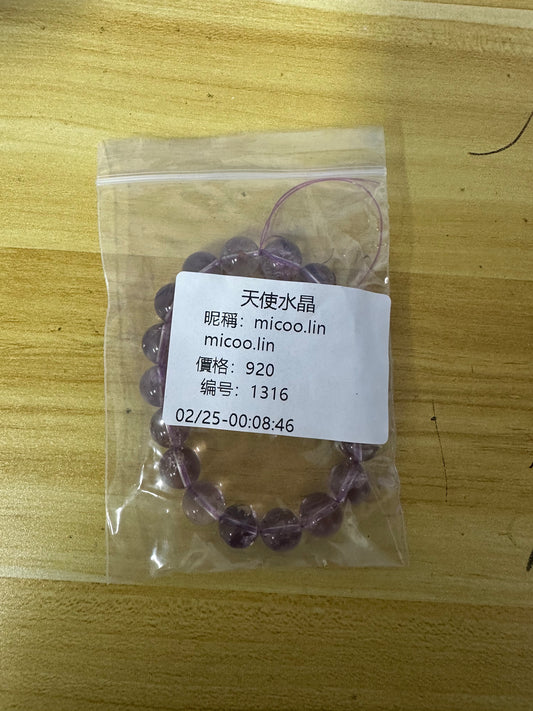 天使水晶
昵稱：micoo.lin
micoo.lin
價格：920
编号：1316
02/25-00:08:46